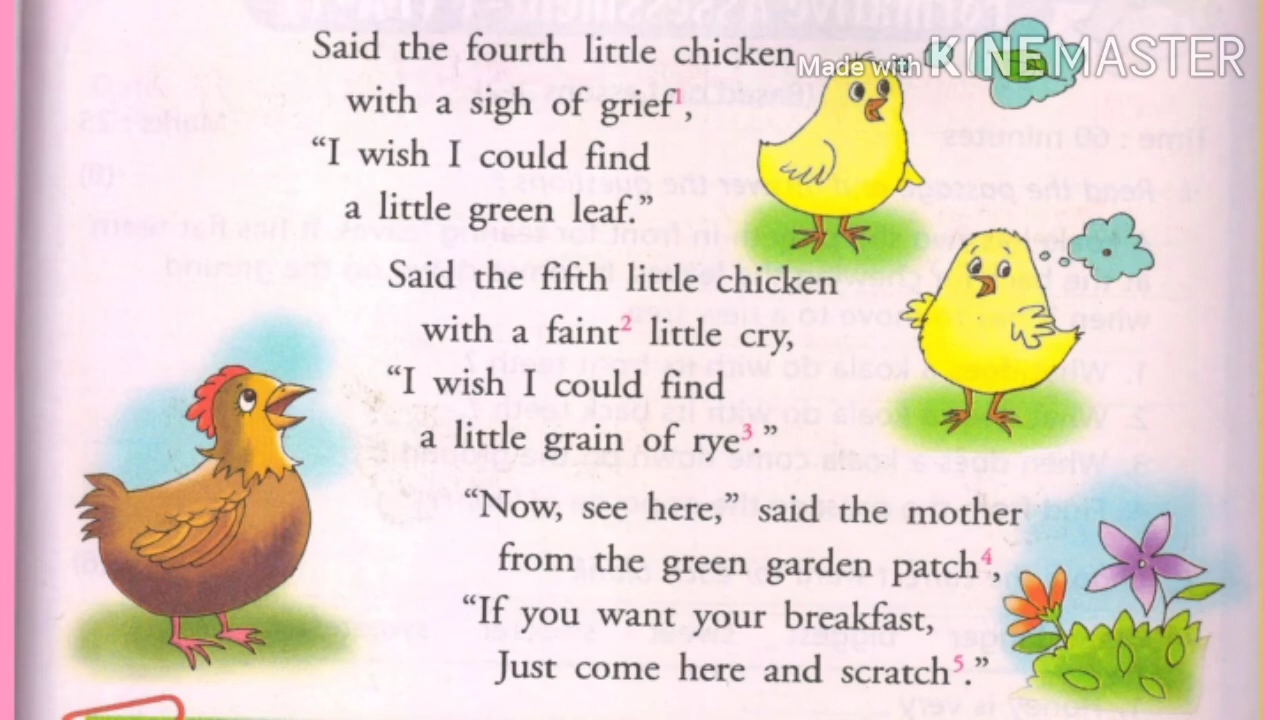 Said the fourth little chicken
Made with KINEMASTER
with a sigh of grief¹,
“I wish I could find
a little green leaf.”
Said the fifth little chicken
with a faint² little cry,
“I wish I could find
a little grain of rye³.”
“Now, see here,” said the mother
from the green garden patch⁴,
“If you want your breakfast,
Just come here and scratch⁵.”